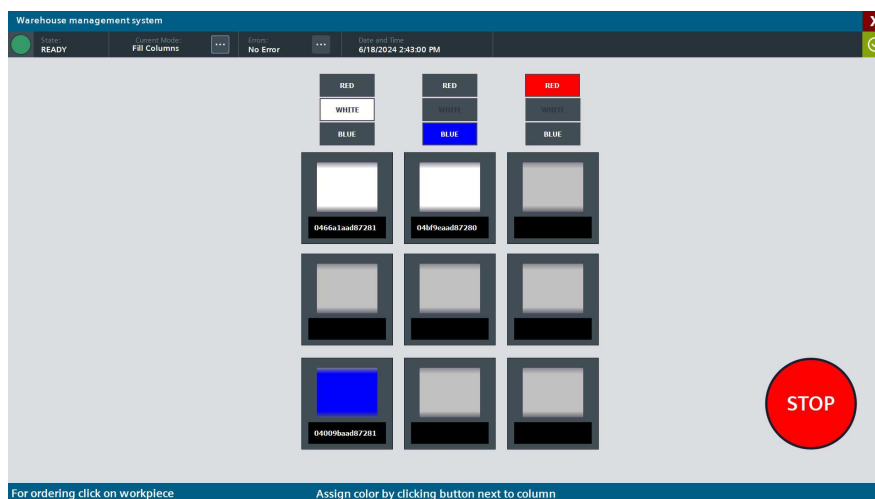 Warehouse management system
X
State: Current Mode: Errors: Date and Time
READY Fill Columns ... No Error ... 6/18/2024 2:43:00 PM
RED RED RED
WHITE WHITE WHITE
BLUE BLUE BLUE
0466a1aad87281 04bf9eaad87280
04009baad87281
STOP
For ordering click on workpiece Assign color by clicking button next to column